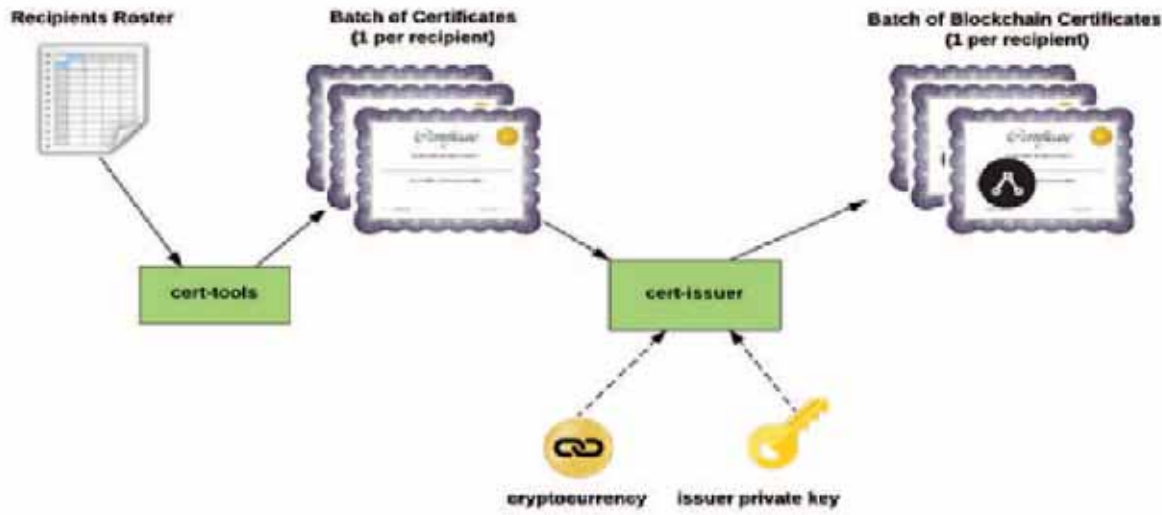 Recipients Roster
Batch of Certificates
(1 per recipient)
Batch of Blockchain Certificates
(1 per recipient)
cert-tools
cert-issuer
cryptocurrency
issuer private key